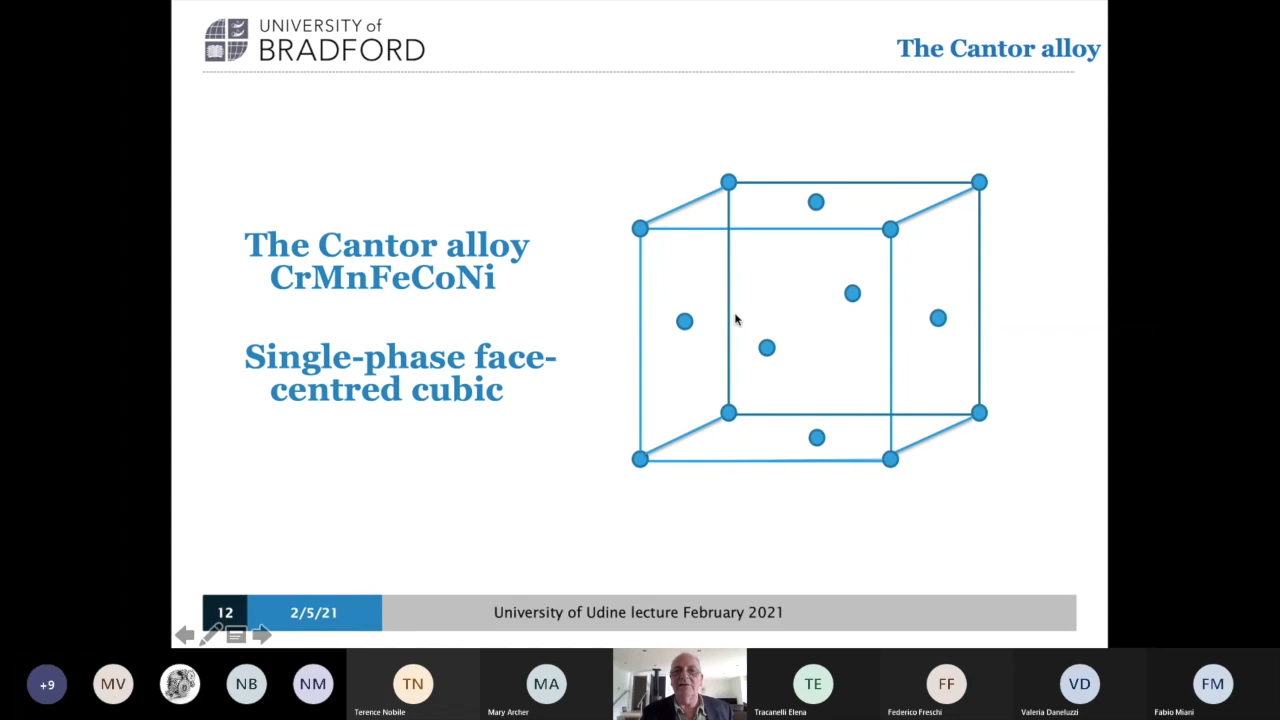 UNIVERSITY of
BRADFORD
The Cantor alloy
The Cantor alloy
CrMnFeCoNi
Single-phase face-
centred cubic
12
2/5/21
University of Udine lecture February 2021
+9
MV
NB
NM
TN
Terence Nobile
MA
Mary Archer
TE
Tracanelli Elena
FF
Federico Freschi
VD
Valeria Daneluzzi
FM
Fabio Miani